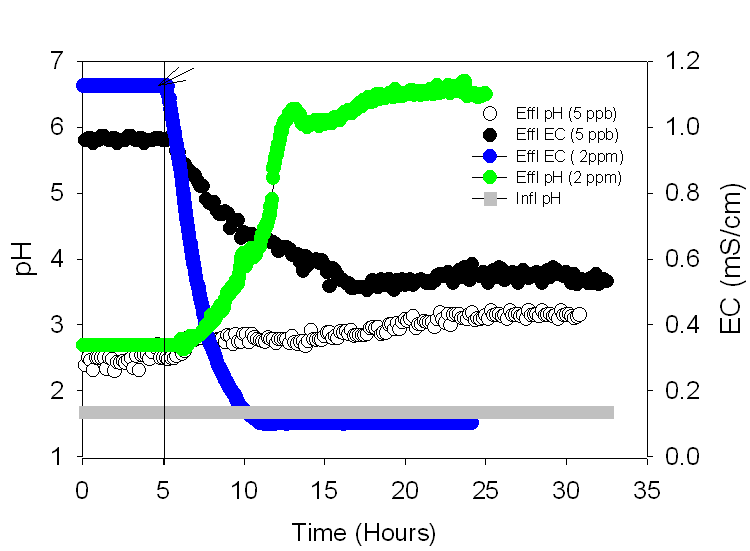 7
6
5
4
3
2
1
pH
1.2
1.0
0.8
0.6
0.4
0.2
0.0
EC (mS/cm)
Effl pH (5 ppb)
Effl EC (5 ppb)
Effl EC ( 2ppm)
Effl pH (2 ppm)
Infl pH
0 5 10 15 20 25 30 35
Time (Hours)